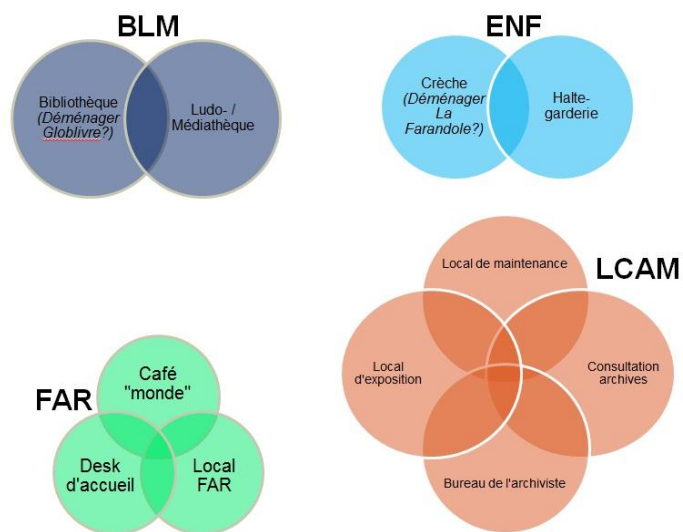 BLM
Bibliothèque
(Déménager
Globlivre?)
Ludo- /
Médiathèque
ENF
Crèche
(Déménager
La
Farandole?)
Halte-
garderie
FAR
Café
"monde"
Desk
d'accueil
Local
FAR
LCAM
Local de maintenance
Local
d'exposition
Consultation
archives
Bureau de l'archiviste